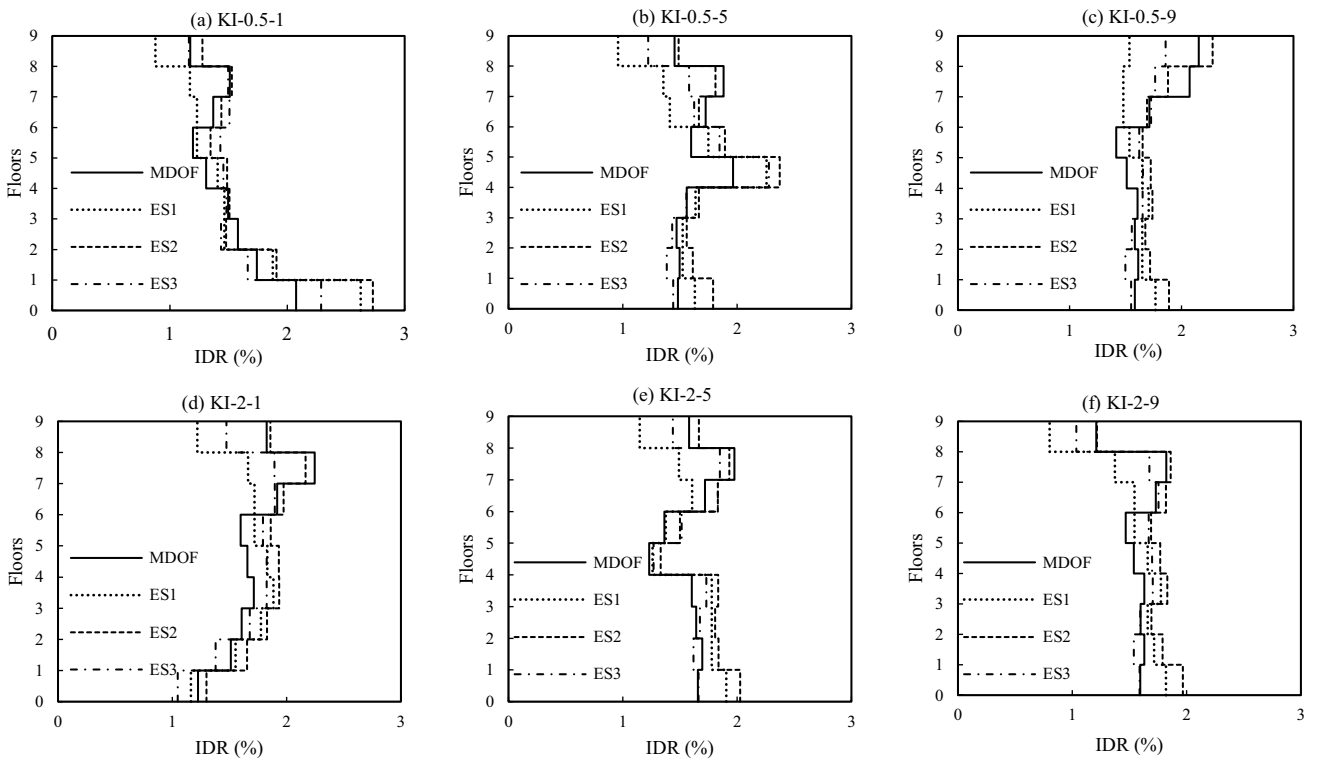 (a) KI-0.5-1
9
8
7
6
5
4
3
2
1
0
Floors
MDOF
ES1
ES2
ES3
0
1
2
3
IDR (%)
(b) KI-0.5-5
9
8
7
6
5
4
3
2
1
0
Floors
MDOF
ES1
ES2
ES3
0
1
2
3
IDR (%)
(c) KI-0.5-9
9
8
7
6
5
4
3
2
1
0
Floors
MDOF
ES1
ES2
ES3
0
1
2
3
IDR (%)
(d) KI-2-1
9
8
7
6
5
4
3
2
1
0
Floors
MDOF
ES1
ES2
ES3
0
1
2
3
IDR (%)
(e) KI-2-5
9
8
7
6
5
4
3
2
1
0
Floors
MDOF
ES1
ES2
ES3
0
1
2
3
IDR (%)
(f) KI-2-9
9
8
7
6
5
4
3
2
1
0
Floors
MDOF
ES1
ES2
ES3
0
1
2
3
IDR (%)